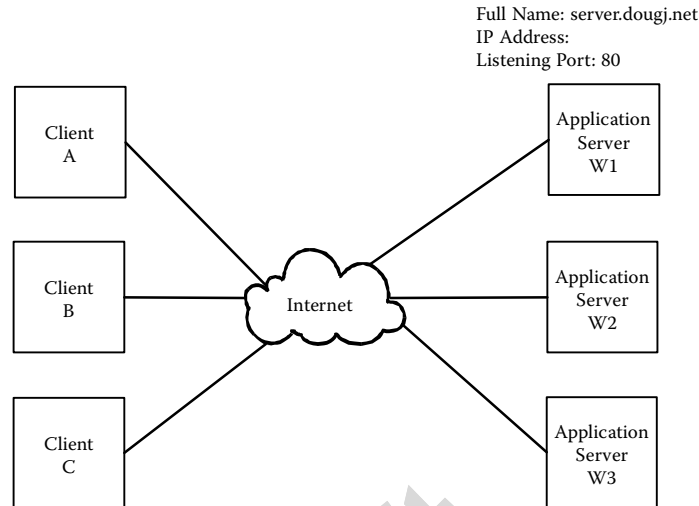 Full Name: server.dougj.net
IP Address:
Listening Port: 80
Client
A
Application
Server
W1
Client
B
Internet
Application
Server
W2
Client
C
Application
Server
W3